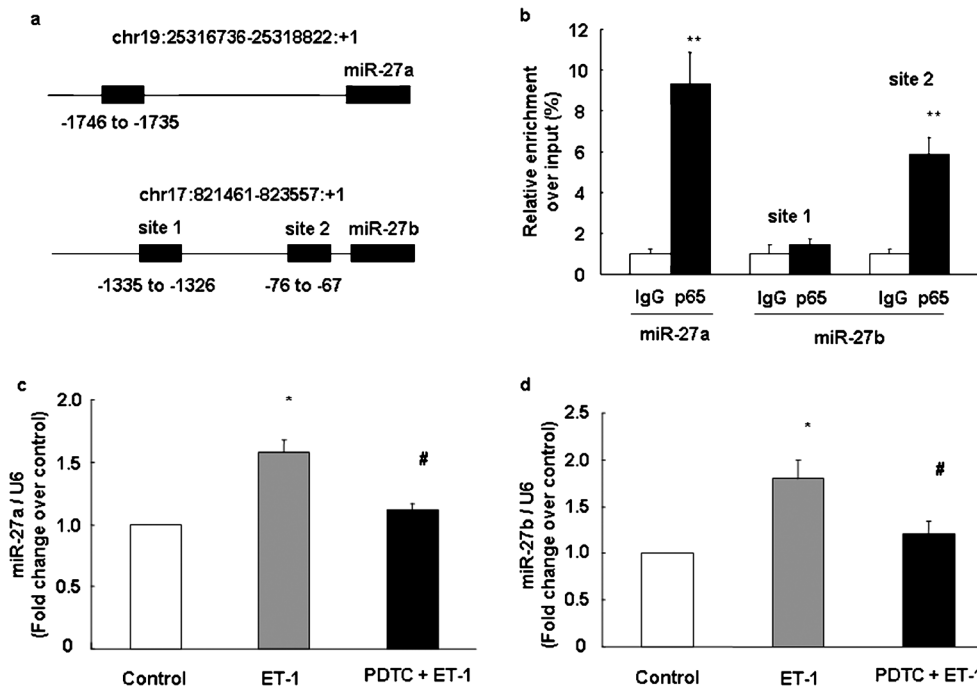 a
chr19:25316736-25318822:+1
miR-27a
-1746 to -1735
chr17:821461-823557:+1
site 1 site 2 miR-27b
-1335 to -1326 -76 to -67
b
Relative enrichment
over input (%)
12
10
8
6
4
2
0
**
site 1
site 2
**
IgG p65 IgG p65 IgG p65
miR-27a miR-27b
c
miR-27a / U6
(Fold change over control)
2.0
1.5
1.0
0.5
0
*
#
Control ET-1 PDTC + ET-1
d
miR-27b / U6
(Fold change over control)
2.5
2.0
1.5
1.0
0.5
0
*
#
Control ET-1 PDTC + ET-1